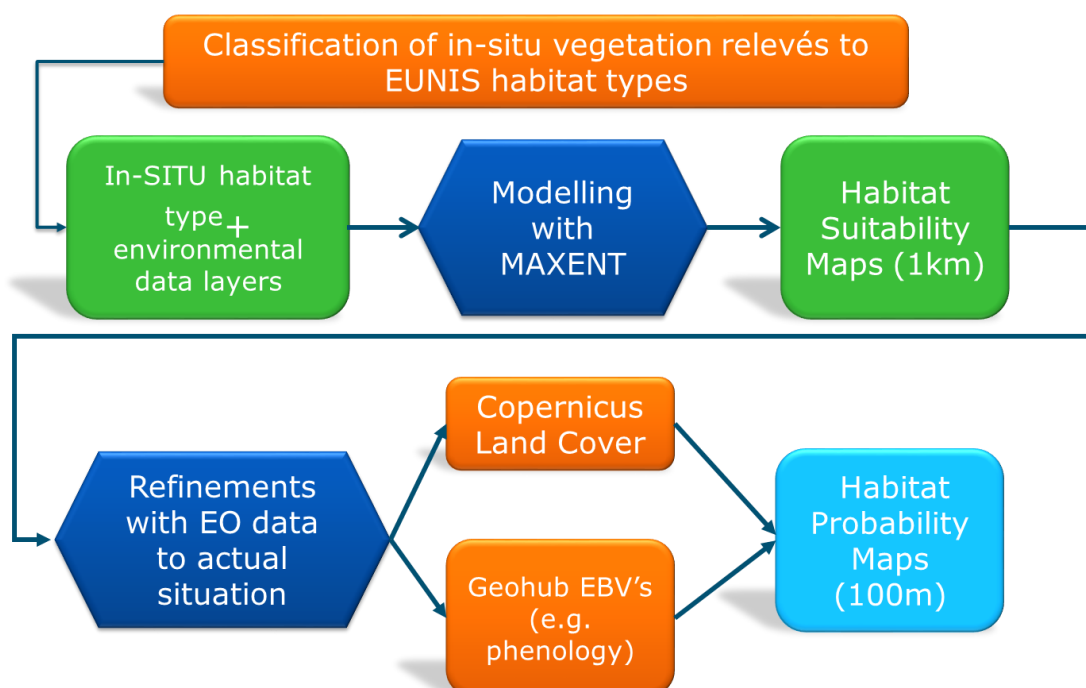 Classification of in-situ vegetation relevés to
EUNIS habitat types
In-SITU habitat
type+
environmental
data layers
Modelling
with
MAXENT
Habitat
Suitability
Maps (1km)
Refinements
with EO data
to actual
situation
Copernicus
Land Cover
Geohub EBV’s
(e.g.
phenology)
Habitat
Probability
Maps
(100m)